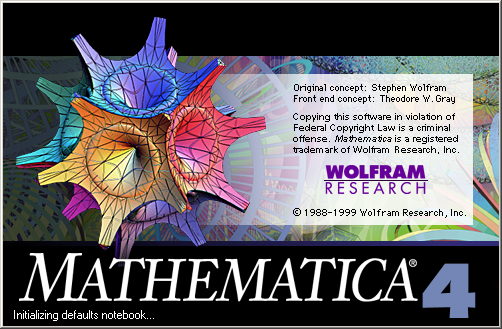 Original concept: Stephen Wolfram
Front end concept: Theodore W. Gray
Copying this software in violation of
Federal Copyright Law is a criminal
offense. Mathematica is a registered
trademark of Wolfram Research, Inc.
WOLFRAM
RESEARCH
© 1988-1999 Wolfram Research, Inc.
MATHEMATICA® 4
Initializing defaults notebook...